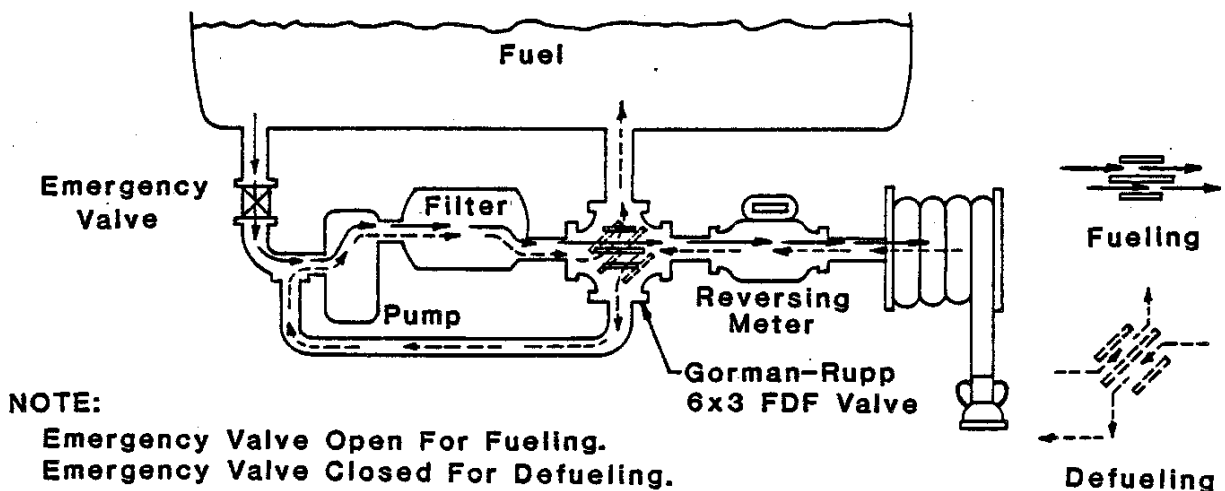 Fuel
Emergency
Valve
Filter
Pump
Reversing
Meter
Gorman-Rupp
6x3 FDF Valve
Fueling
Defueling
NOTE:
Emergency Valve Open For Fueling.
Emergency Valve Closed For Defueling.